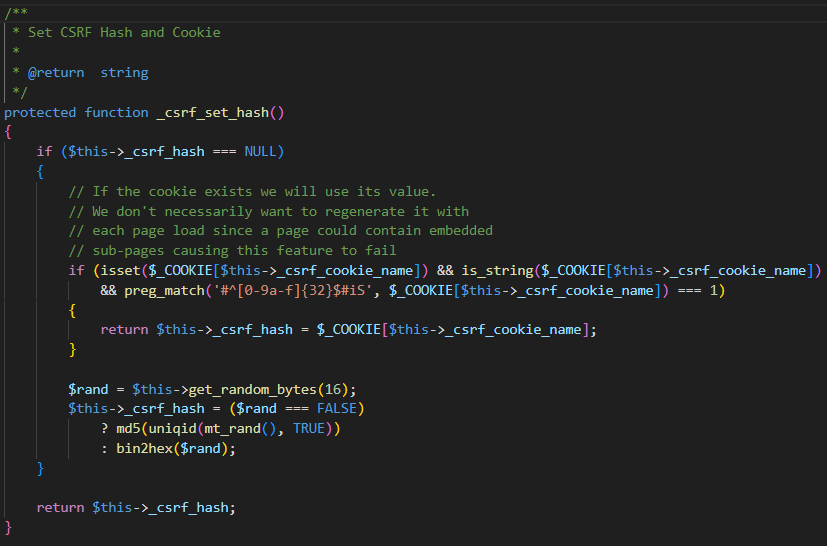 /**
 * Set CSRF Hash and Cookie
 *
 * @return  string
 */
protected function _csrf_set_hash()
{
    if ($this->_csrf_hash === NULL)
    {
        // If the cookie exists we will use its value.
        // We don't necessarily want to regenerate it with
        // each page load since a page could contain embedded
        // sub-pages causing this feature to fail
        if (isset($_COOKIE[$this->_csrf_cookie_name]) && is_string($_COOKIE[$this->_csrf_cookie_name])
            && preg_match('#^[0-9a-f]{32}$#iS', $_COOKIE[$this->_csrf_cookie_name]) === 1)
        {
            return $this->_csrf_hash = $_COOKIE[$this->_csrf_cookie_name];
        }

        $rand = $this->get_random_bytes(16);
        $this->_csrf_hash = ($rand === FALSE)
            ? md5(uniqid(mt_rand(), TRUE))
            : bin2hex($rand);
    }

    return $this->_csrf_hash;
}